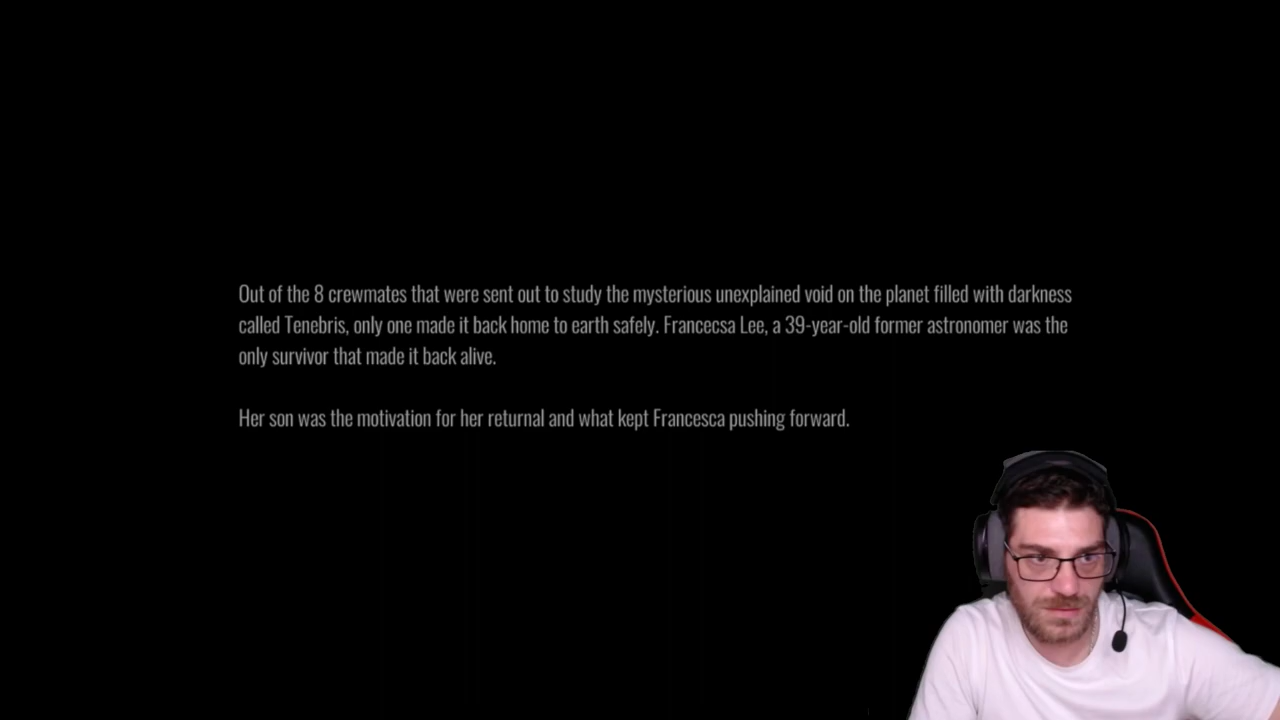 Out of the 8 crewmates that were sent out to study the mysterious unexplained void on the planet filled with darkness
called Tenebris, only one made it back home to earth safely. Francecsa Lee, a 39-year-old former astronomer was the
only survivor that made it back alive.
Her son was the motivation for her returnal and what kept Francesca pushing forward.